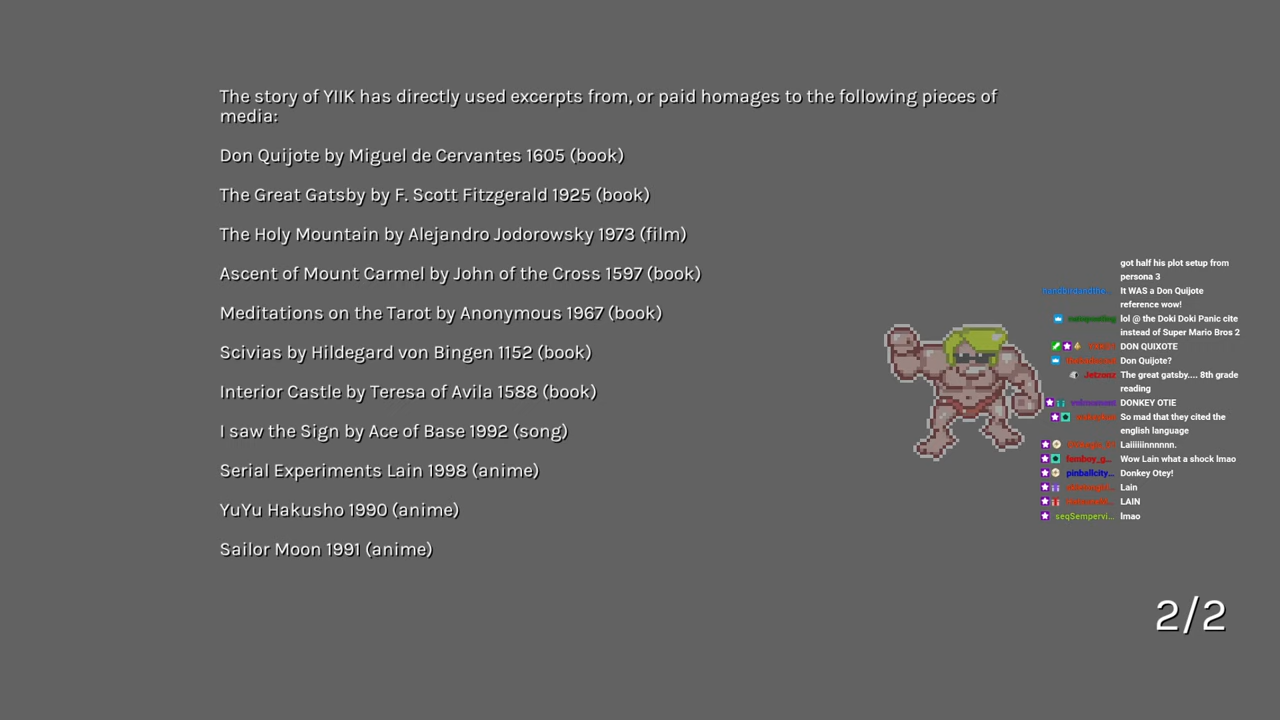 The story of YIIK has directly used excerpts from, or paid homages to the following pieces of
media:
Don Quijote by Miguel de Cervantes 1605 (book)
The Great Gatsby by F. Scott Fitzgerald 1925 (book)
The Holy Mountain by Alejandro Jodorowsky 1973 (film)
Ascent of Mount Carmel by John of the Cross 1597 (book)
Meditations on the Tarot by Anonymous 1967 (book)
Scivias by Hildegard von Bingen 1152 (book)
Interior Castle by Teresa of Avila 1588 (book)
I saw the Sign by Ace of Base 1992 (song)
Serial Experiments Lain 1998 (anime)
YuYu Hakusho 1990 (anime)
Sailor Moon 1991 (anime)
got half his plot setup from
persona 3
It WAS a Don Quijote
reference wow!
lol @ the Doki Doki Panic cite
instead of Super Mario Bros 2
DON QUIXOTE
Don Quijote?
Jetzonz The great gatsby.... 8th grade
reading
DONKEY OTIE
So mad that they cited the
english language
Laiiiiiinnnnnn.
Wow Lain what a shock lmao
pinballcity... Donkey Otey!
Lain
LAIN
seqSempervi... lmao
2/2